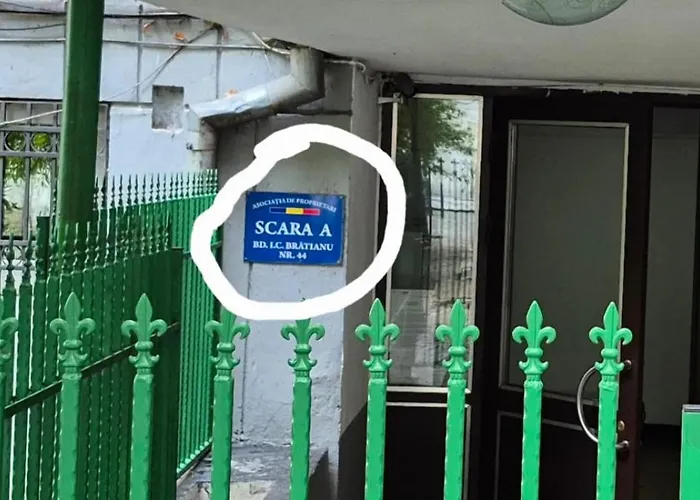 ASOCIAȚIA DE PROPRIETARI
SCARA A
BD. I.C. BRĂTIANU
NR. 44